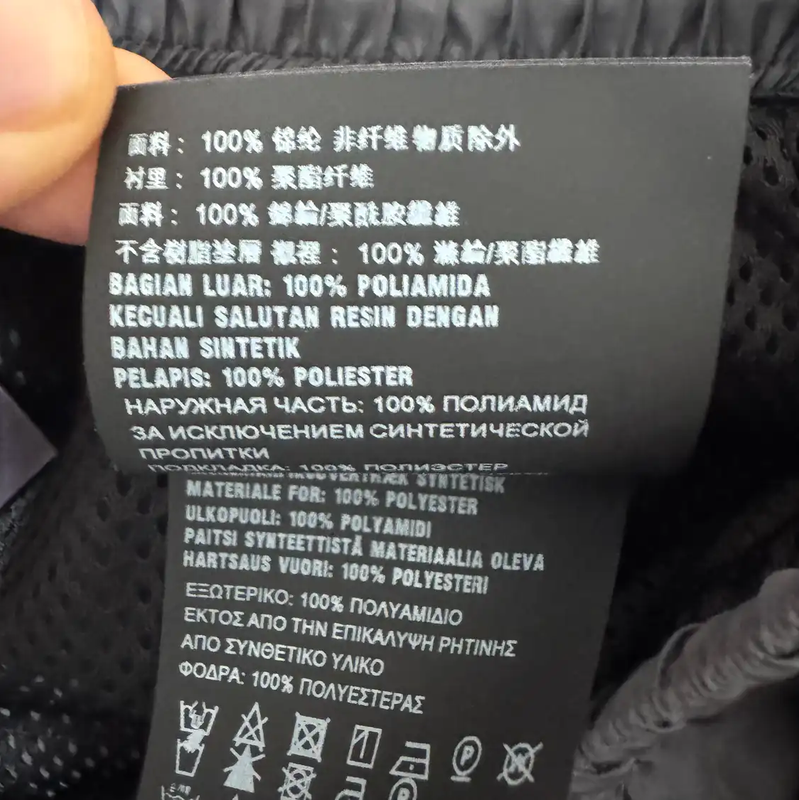 面料： 100% 锦纶 非纤维物质除外
衬里： 100% 聚酯纤维
面料： 100% 錦綸/聚酰胺纖維
不含樹脂塗層 襯裡： 100% 滌綸/聚酯纖維
BAGIAN LUAR: 100% POLIAMIDA
KECUALI SALUTAN RESIN DENGAN
BAHAN SINTETIK
PELAPIS: 100% POLIESTER
НАРУЖНАЯ ЧАСТЬ: 100% ПОЛИАМИД
ЗА ИСКЛЮЧЕНИЕМ СИНТЕТИЧЕСКОЙ
ПРОПИТКИ
ПОДКЛАДКА: 100% ПОЛИЭСТЕР
SYNTETISK
MATERIALE FOR: 100% POLYESTER
ULKOPUOLI: 100% POLYAMIDI
PAITSI SYNTEETTISTÄ MATERIAALIA OLEVA
HARTSAUS VUORI: 100% POLYESTERI
ΕΞΩΤΕΡΙΚΟ: 100% ΠΟΛΥΑΜΙΔΙΟ
ΕΚΤΟΣ ΑΠΟ ΤΗΝ ΕΠΙΚΑΛΥΨΗ ΡΗΤΙΝΗΣ
ΑΠΟ ΣΥΝΘΕΤΙΚΟ ΥΛΙΚΟ
ΦΟΔΡΑ: 100% ΠΟΛΥΕΣΤΕΡΑΣ
P